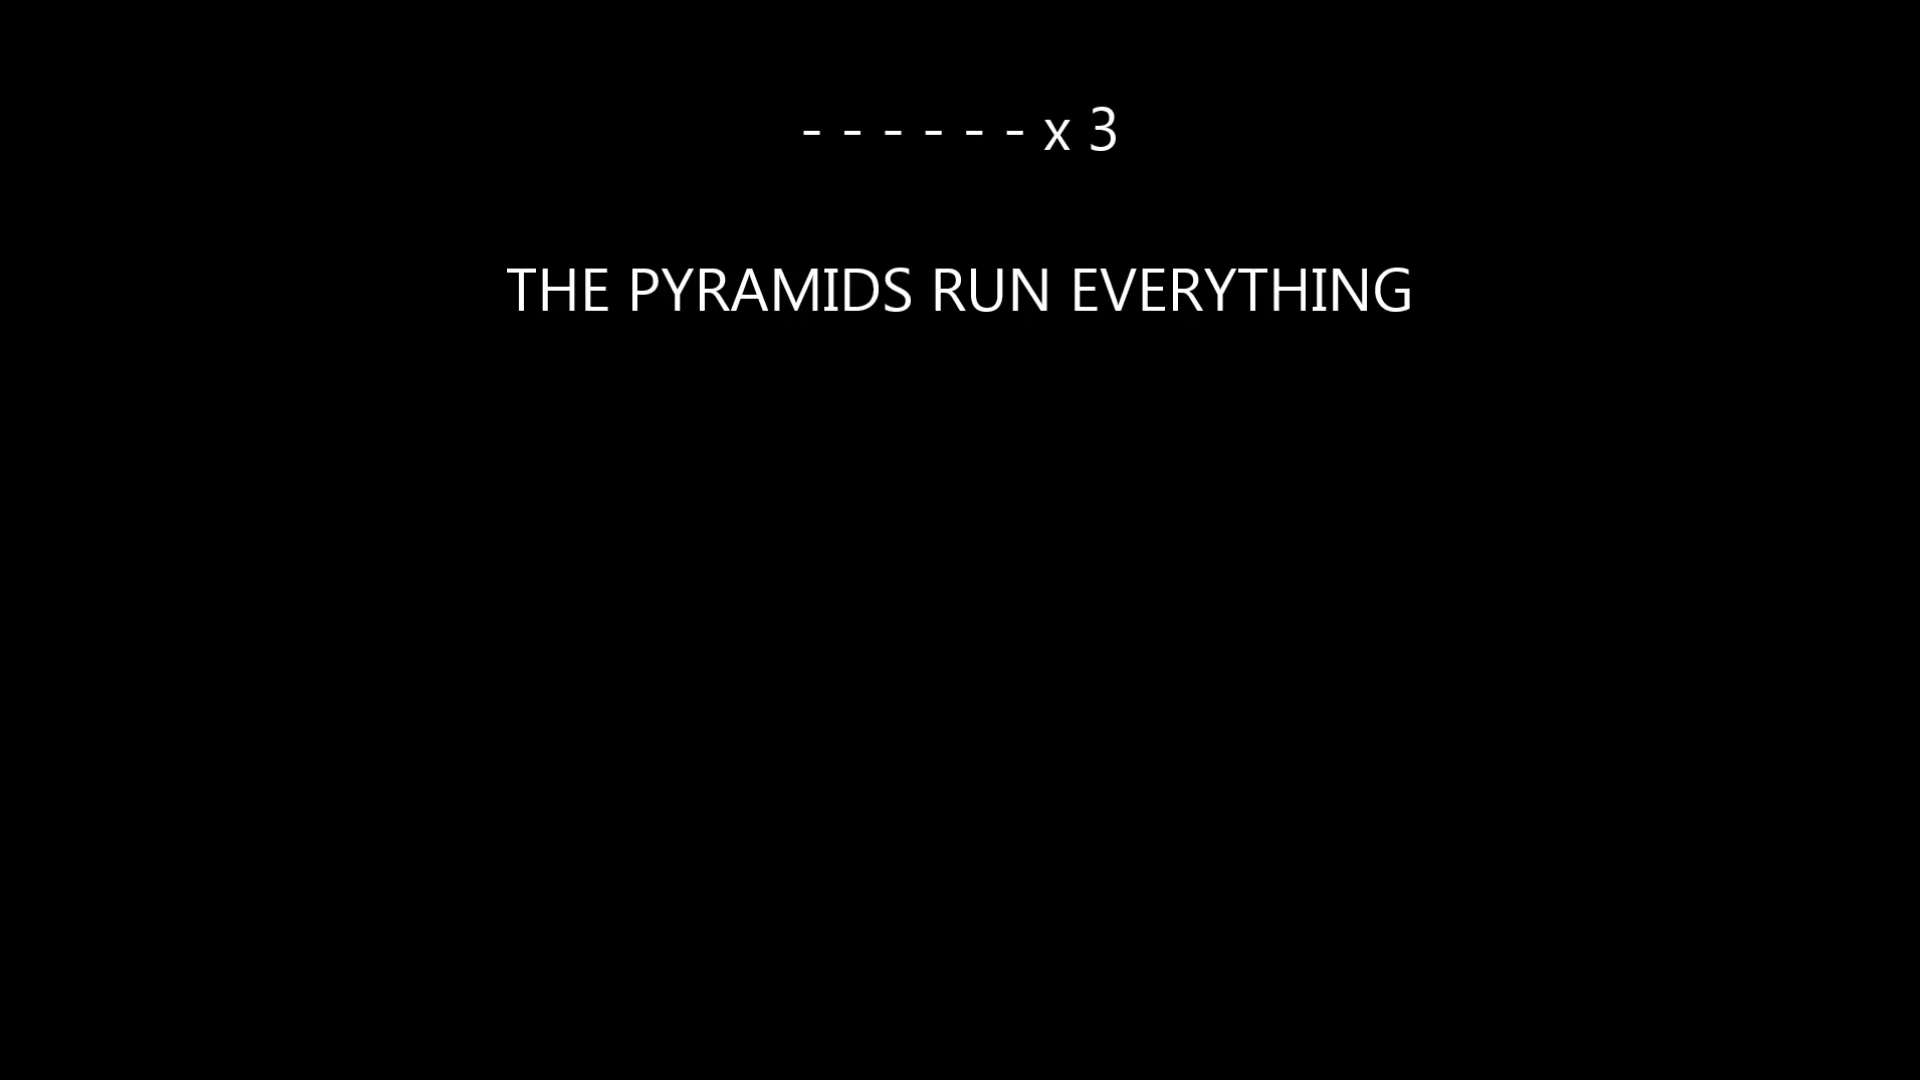 - - - - - - x 3
THE PYRAMIDS RUN EVERYTHING